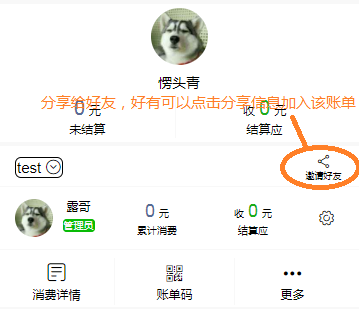 愣头青
分享给好友，好有可以点击分享信息加入该账单
0 元 收 0 元
未结算 结算应
test 邀请好友
露哥 0 元 收 0 元
管理员 累计消费 结算应
消费详情 账单码 更多